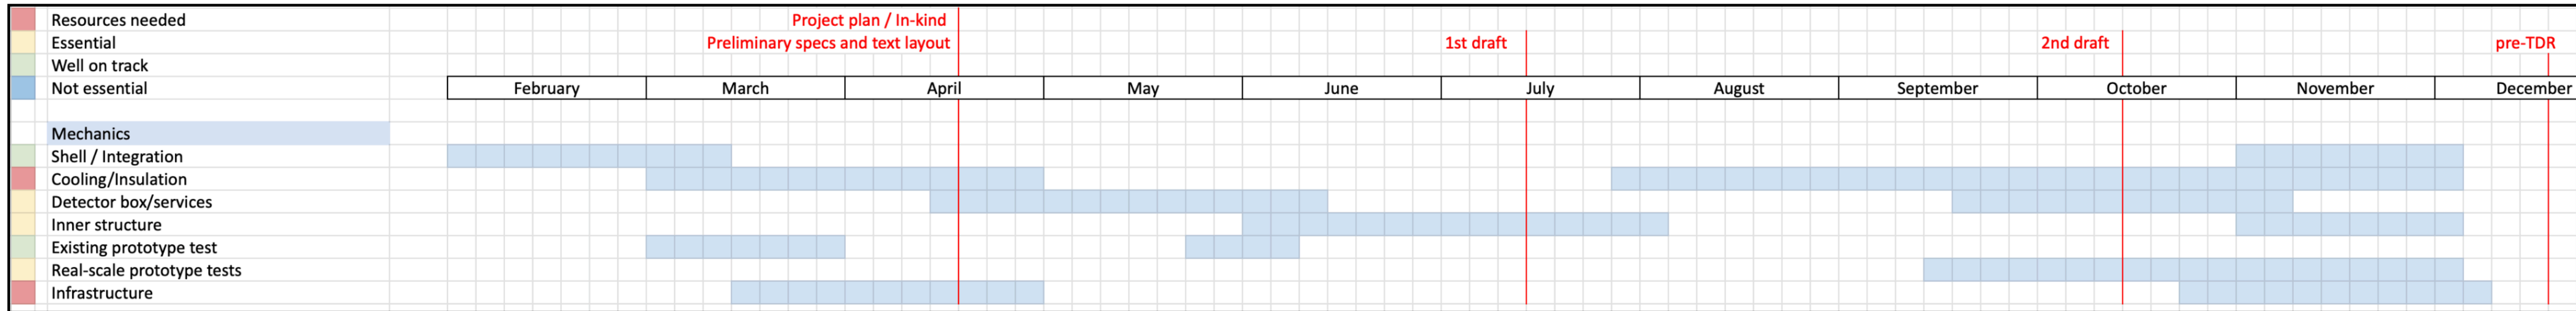 Resources needed
Project plan / In-kind
Essential
Preliminary specs and text layout
1st draft
2nd draft
pre-TDR
Well on track
Not essential
February
March
April
May
June
July
August
September
October
November
December
Mechanics
Shell / Integration
Cooling/Insulation
Detector box/services
Inner structure
Existing prototype test
Real-scale prototype tests
Infrastructure